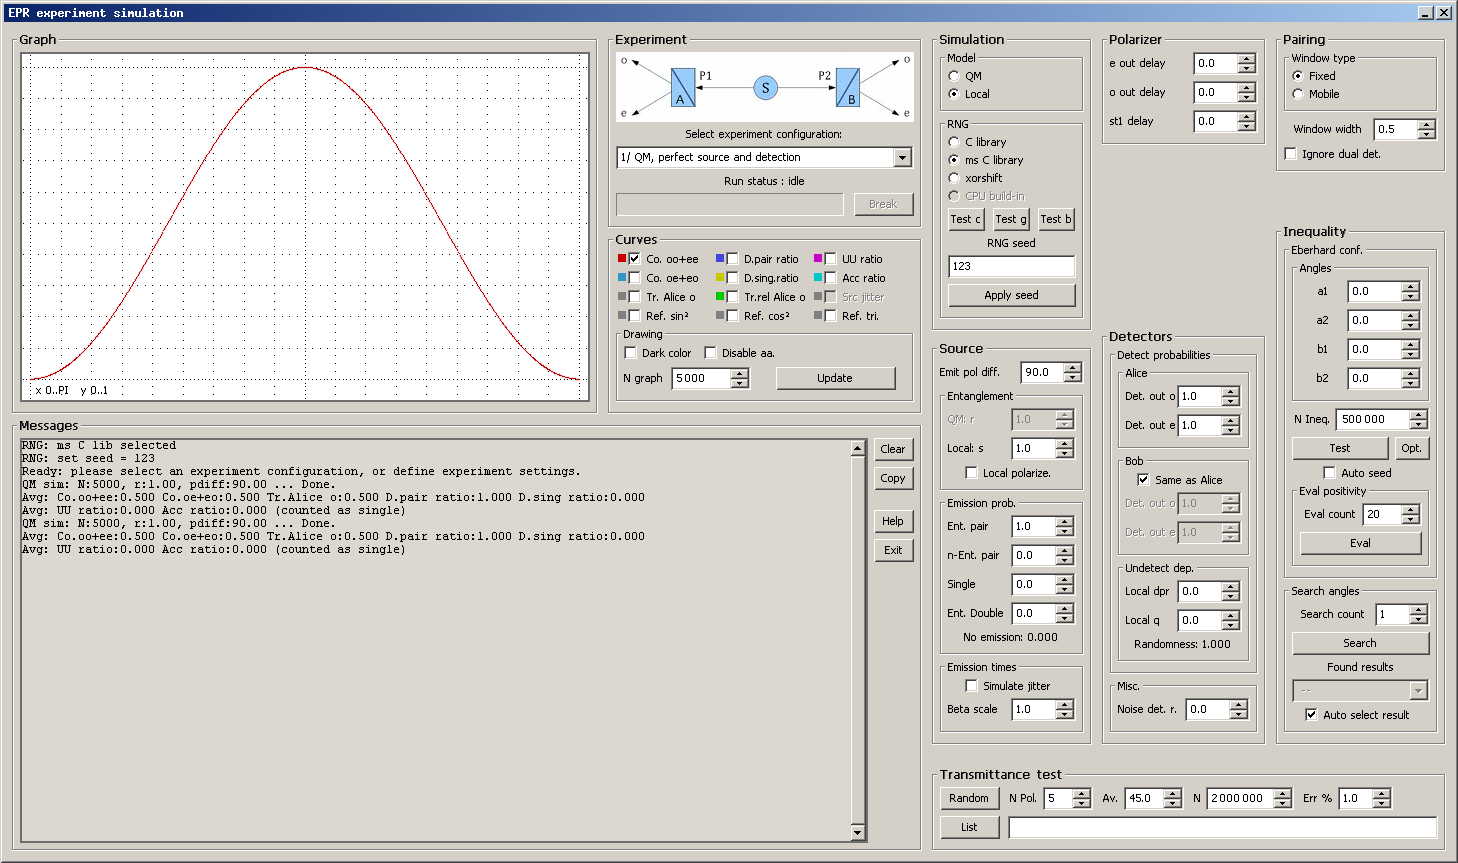 EPR experiment simulation
Graph
x 0..PI y 0..1
Experiment
o
e
P1
A
S
P2
B
o
e
Select experiment configuration:
1/ QM, perfect source and detection
Run status : idle
Break
Curves
Co. oo+ee D.pair ratio UU ratio
Co. oe+eo D.sing.ratio Acc ratio
Tr. Alice o Tr.rel Alice o Src jitter
Ref. sin² Ref. cos² Ref. tri.
Drawing
Dark color Disable aa.
N graph 5 000 Update
Messages
RNG: ms C lib selected
RNG: set seed = 123
Ready: please select an experiment configuration, or define experiment settings.
QM sim: N:5000, r:1.00, pdiff:90.00 ... Done.
Avg: Co.oo+ee:0.500 Co.oe+eo:0.500 Tr.Alice o:0.500 D.pair ratio:1.000 D.sing ratio:0.000
Avg: UU ratio:0.000 Acc ratio:0.000 (counted as single)
QM sim: N:5000, r:1.00, pdiff:90.00 ... Done.
Avg: Co.oo+ee:0.500 Co.oe+eo:0.500 Tr.Alice o:0.500 D.pair ratio:1.000 D.sing ratio:0.000
Avg: UU ratio:0.000 Acc ratio:0.000 (counted as single)
Clear
Copy
Help
Exit
Simulation
Model
QM
Local
RNG
C library
ms C library
xorshift
CPU build-in
Test c Test g Test b
RNG seed
123
Apply seed
Source
Emit pol diff. 90.0
Entanglement
QM: r 1.0
Local: s 1.0
Local polarize.
Emission prob.
Ent. pair 1.0
n-Ent. pair 0.0
Single 0.0
Ent. Double 0.0
No emission: 0.000
Emission times
Simulate jitter
Beta scale 1.0
Polarizer
e out delay 0.0
o out delay 0.0
st1 delay 0.0
Detectors
Detect probabilities
Alice
Det. out o 1.0
Det. out e 1.0
Bob
Same as Alice
Det. out o 1.0
Det. out e 1.0
Undetect dep.
Local dpr 0.0
Local q 0.0
Randomness: 1.000
Misc.
Noise det. r. 0.0
Pairing
Window type
Fixed
Mobile
Window width 0.5
Ignore dual det.
Inequality
Eberhard conf.
Angles
a1 0.0
a2 0.0
b1 0.0
b2 0.0
N Ineq. 500 000
Test Opt.
Auto seed
Eval positivity
Eval count 20
Eval
Search angles
Search count 1
Search
Found results
--
Auto select result
Transmittance test
Random N Pol. 5 Av. 45.0 N 2 000 000 Err % 1.0
List